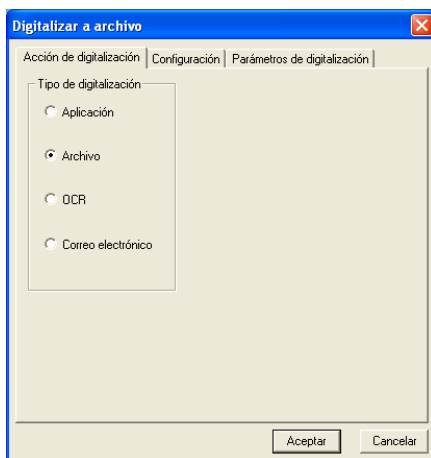 Digitalizar a archivo
Acción de digitalización Configuración Parámetros de digitalización
Tipo de digitalización
Aplicación
Archivo
OCR
Correo electrónico
Aceptar Cancelar